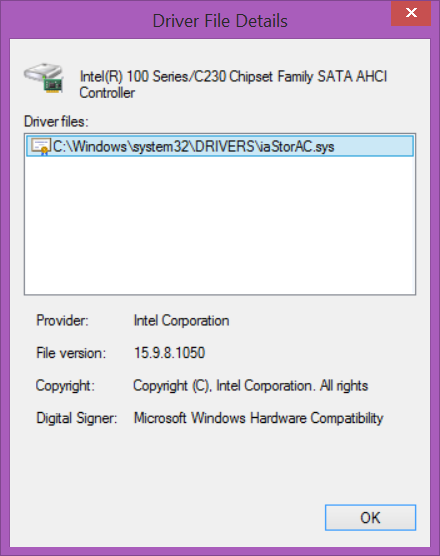 Driver File Details
Intel(R) 100 Series/C230 Chipset Family SATA AHCI
Controller
Driver files:
C:\Windows\system32\DRIVERS\iaStorAC.sys
Provider: Intel Corporation
File version: 15.9.8.1050
Copyright: Copyright (C), Intel Corporation. All rights
Digital Signer: Microsoft Windows Hardware Compatibility
OK